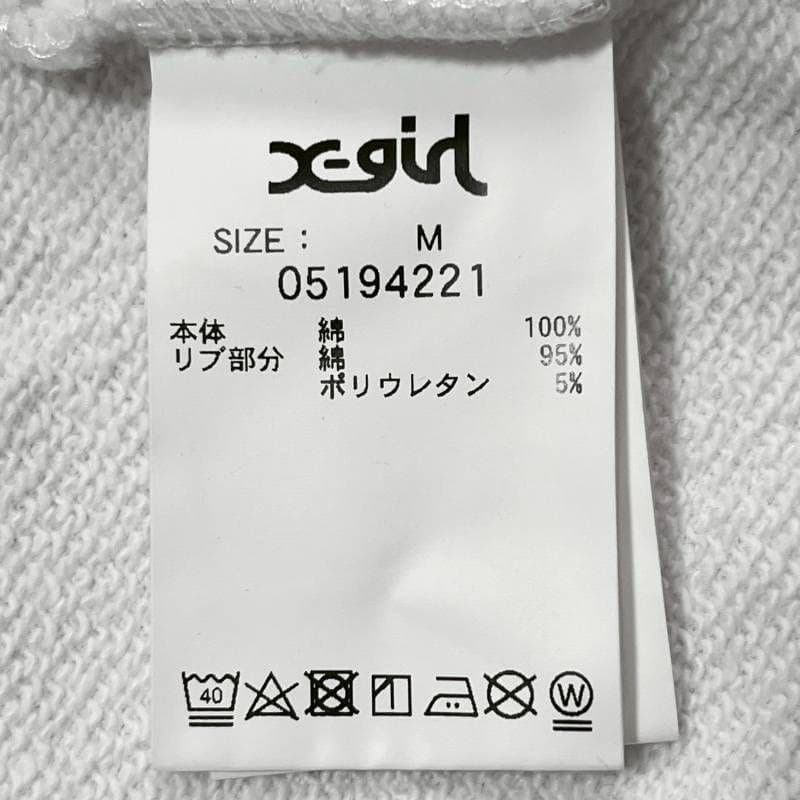 X-girl
SIZE : M
05194221
本体 綿 100%
リブ部分 綿 95%
ポリウレタン 5%
40 W